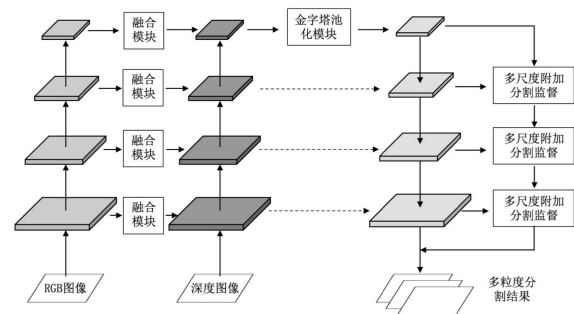 融合
模块
金字塔池
化模块
融合
模块
多尺度附加
分割监督
融合
模块
多尺度附加
分割监督
融合
模块
多尺度附加
分割监督
RGB图像
深度图像
多粒度分
割结果